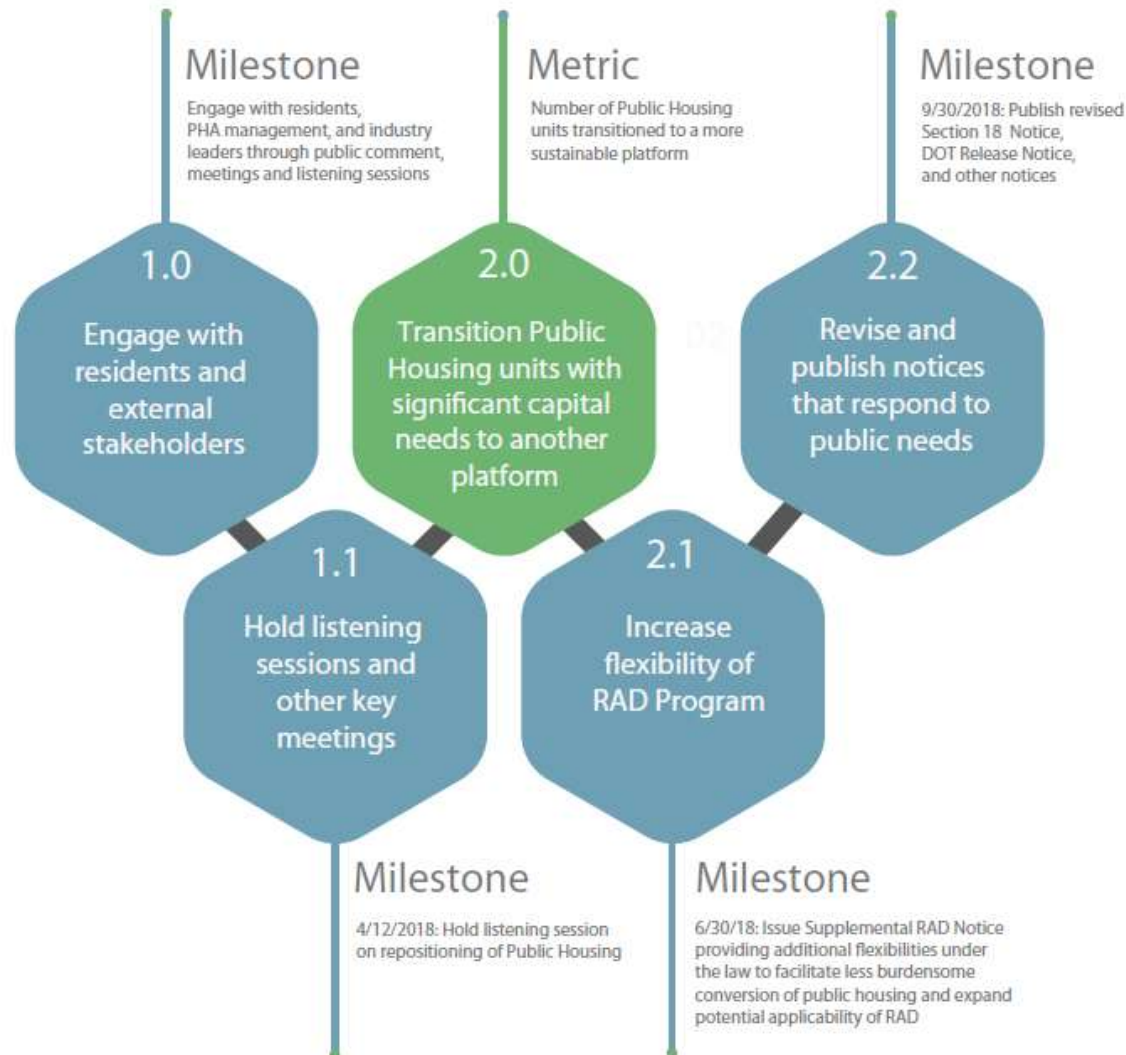 Milestone
Engage with residents,
PHA management, and industry
leaders through public comment,
meetings and listening sessions
Metric
Number of Public Housing
units transitioned to a more
sustainable platform
Milestone
9/30/2018: Publish revised
Section 18 Notice,
DOT Release Notice,
and other notices
1.0
Engage with
residents and
external
stakeholders
2.0
Transition Public
Housing units with
significant capital
needs to another
platform
2.2
Revise and
publish notices
that respond to
public needs
1.1
Hold listening
sessions and
other key
meetings
2.1
Increase
flexibility of
RAD Program
Milestone
4/12/2018: Hold listening session
on repositioning of Public Housing
Milestone
6/30/18: Issue Supplemental RAD Notice
providing additional flexibilities under
the law to facilitate less burdensome
conversion of public housing and expand
potential applicability of RAD